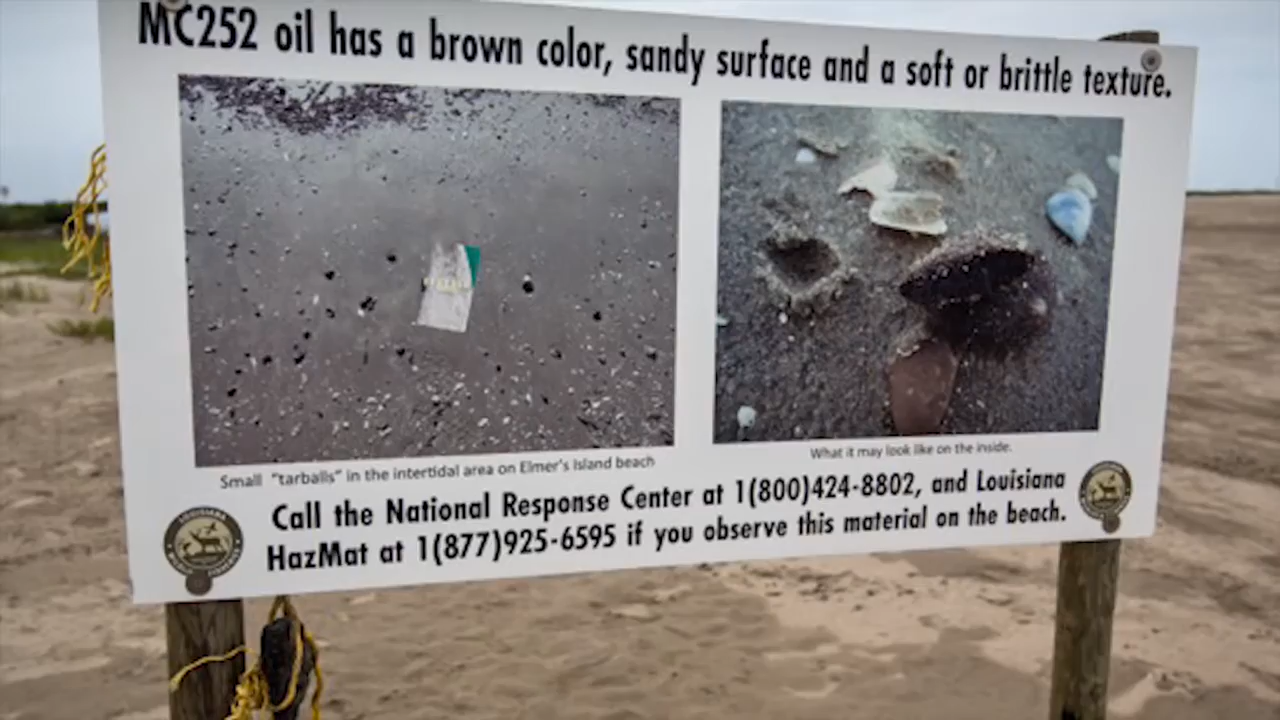 MC252 oil has a brown color, sandy surface and a soft or brittle texture.
Small "tarballs" in the intertidal area on Elmer's Island beach
What it may look like on the inside.
Call the National Response Center at 1(800)424-8802, and Louisiana
HazMat at 1(877)925-6595 if you observe this material on the beach.
LOUISIANA